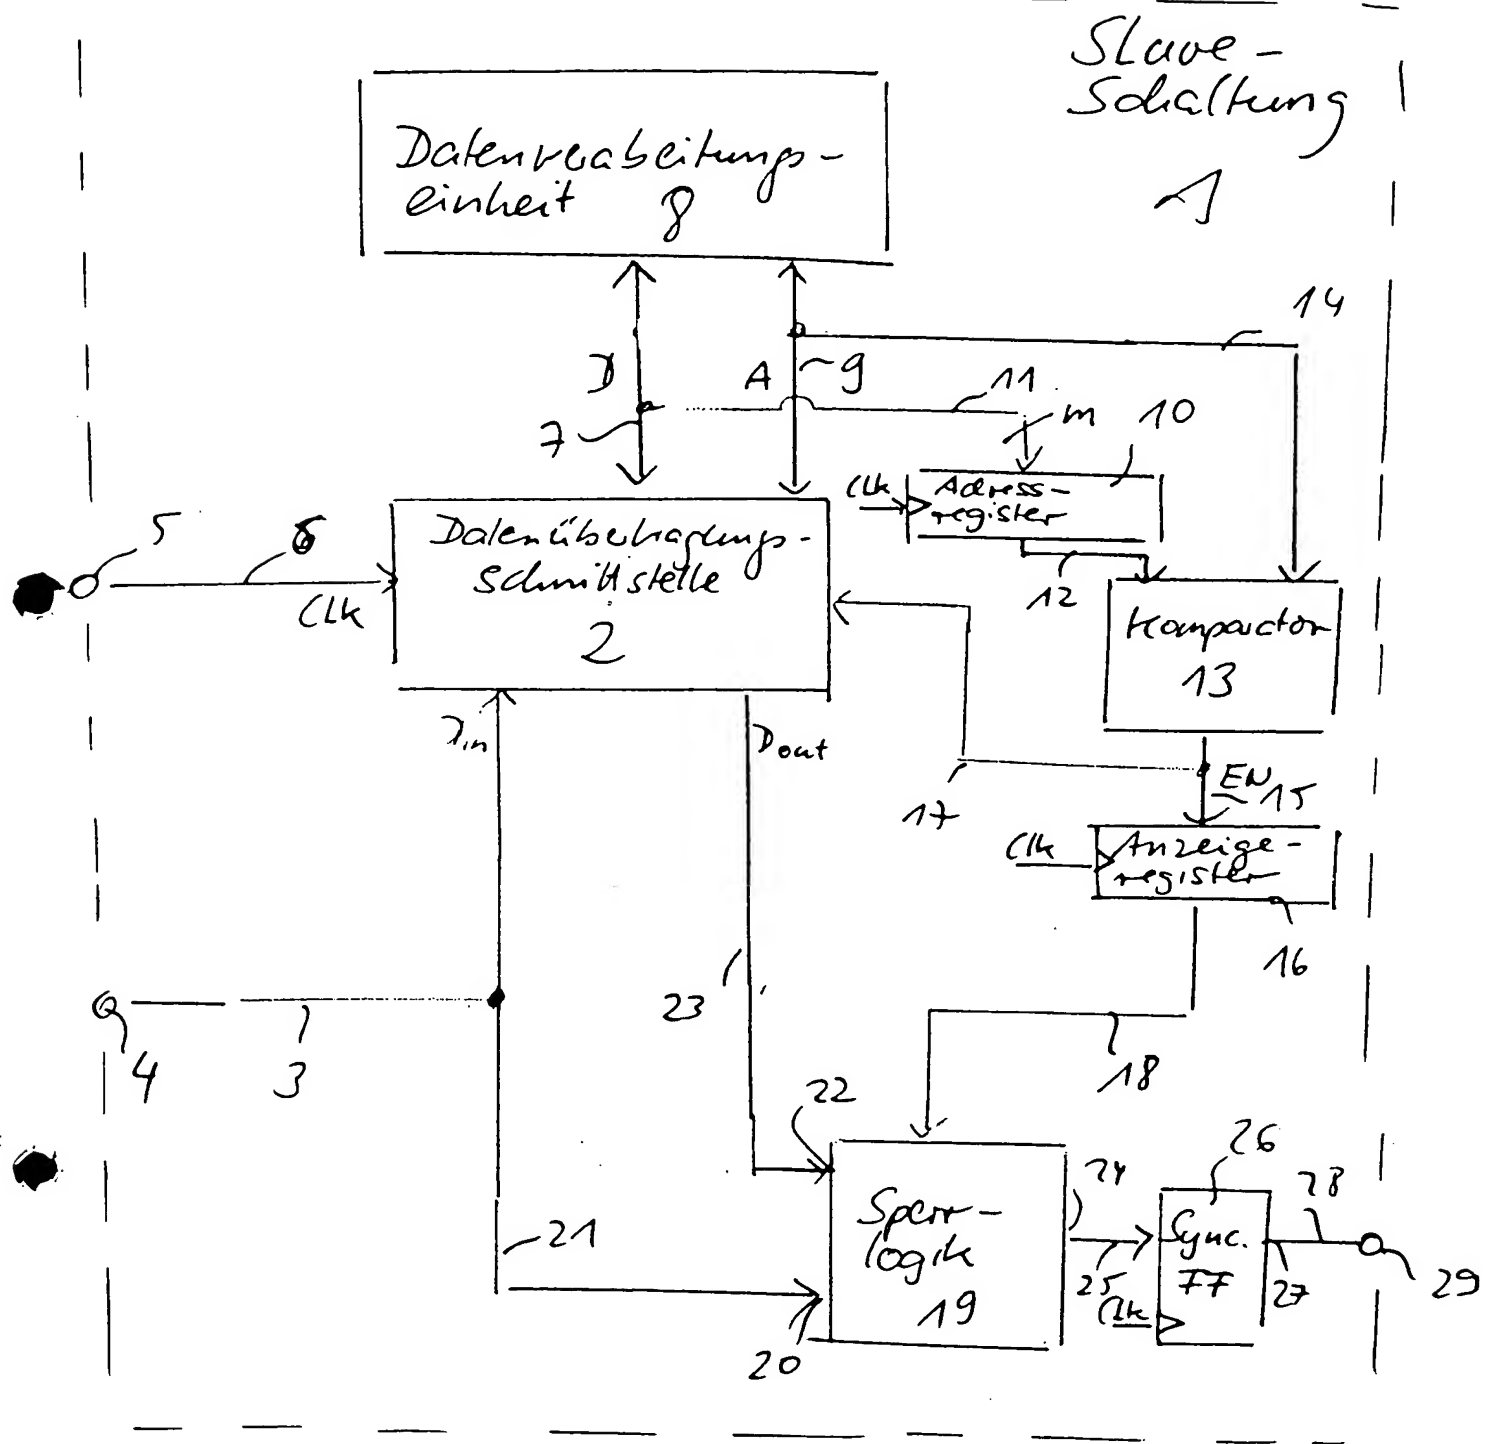 Slave-
Schaltung
1
Datenverabeitungs-
einheit 8
14
D
A
9
11
7
m
10
Clk
Adress-
register
5
6
Clk
Datenübertragungs-
schnittstelle
2
12
Komparator
13
Din
Dout
EN
15
17
Clk
Anzeige-
register
16
23
4
3
18
22
26
24
28
21
Sperr-
logik
19
Sync.
FF
25
Clk
27
29
20